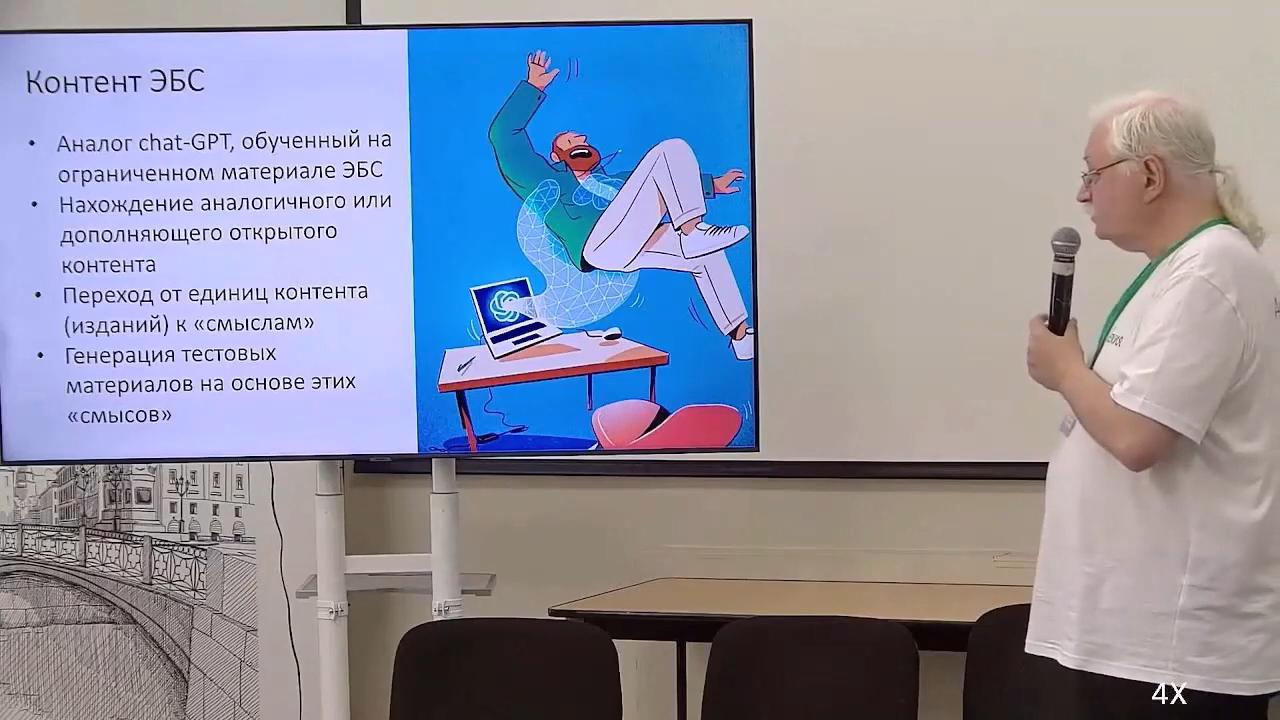 Контент ЭБС
• Аналог chat-GPT, обученный на
ограниченном материале ЭБС
• Нахождение аналогичного или
дополняющего открытого
контента
• Переход от единиц контента
(изданий) к «смыслам»
• Генерация тестовых
материалов на основе этих
«смысов»
4X